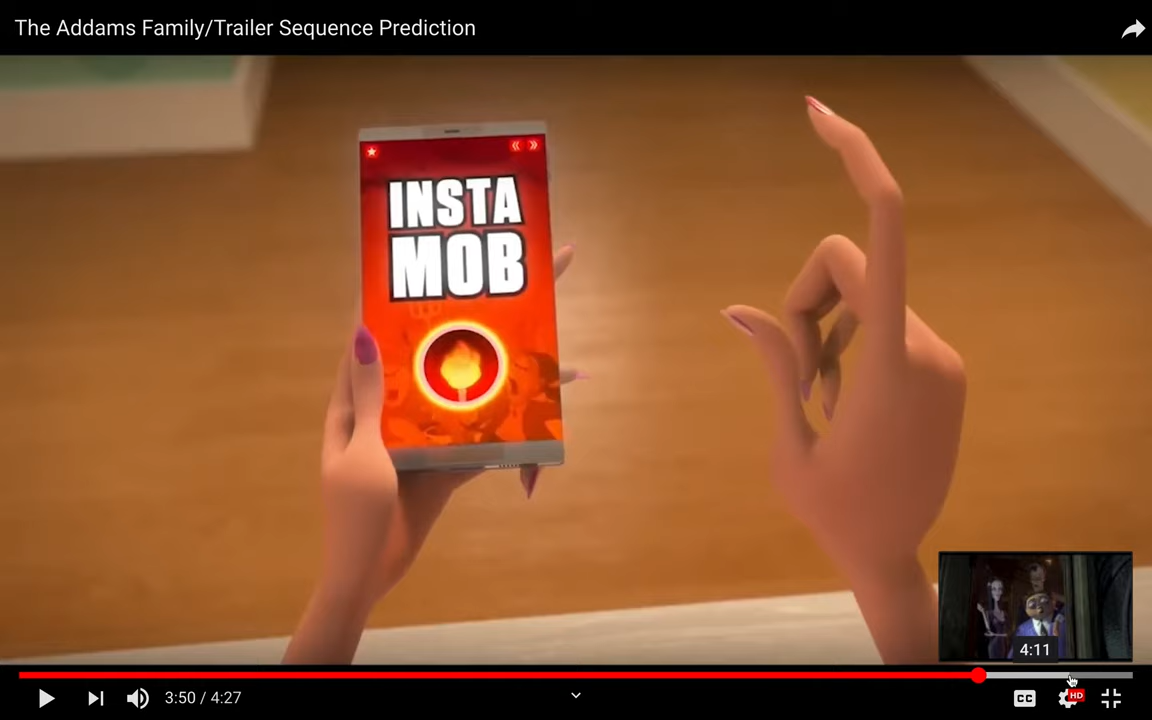 The Addams Family/Trailer Sequence Prediction
INSTA
MOB
4:11
3:50 / 4:27
CC
HD